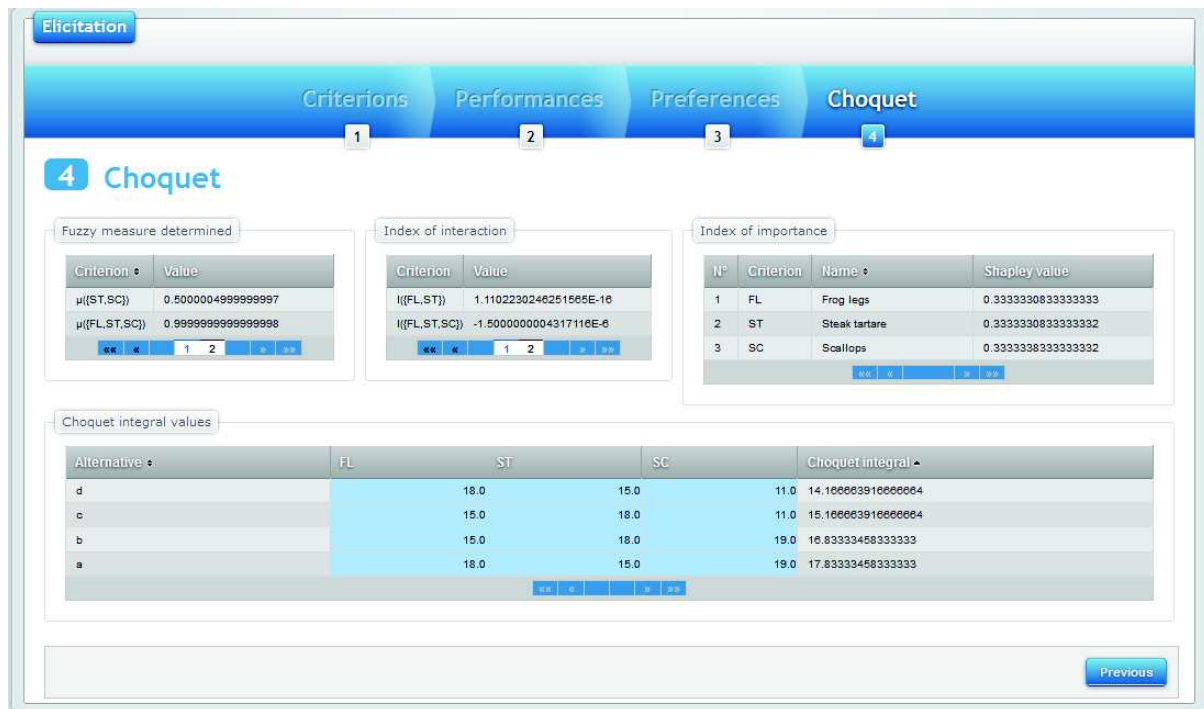 Elicitation
Criterions Performances Preferences Choquet
1 2 3 4
4 Choquet
Fuzzy measure determined
Criterion Value
μ({ST,SC}) 0.5000004999999997
μ({FL,ST,SC}) 0.9999999999999998
«« « 1 2 » »»
Index of interaction
Criterion Value
I({FL,ST}) 1.1102230246251565E-16
I({FL,ST,SC}) -1.5000000004317116E-6
«« « 1 2 » »»
Index of importance
N° Criterion Name Shapley value
1 FL Frog legs 0.3333330833333333
2 ST Steak tartare 0.3333330833333332
3 SC Scallops 0.3333338333333332
«« « » »»
Choquet integral values
Alternative FL ST SC Choquet integral
d 18.0 15.0 11.0 14.166663916666664
c 15.0 18.0 11.0 15.166663916666664
b 15.0 18.0 19.0 16.83333458333333
a 18.0 15.0 19.0 17.83333458333333
«« « » »»
Previous